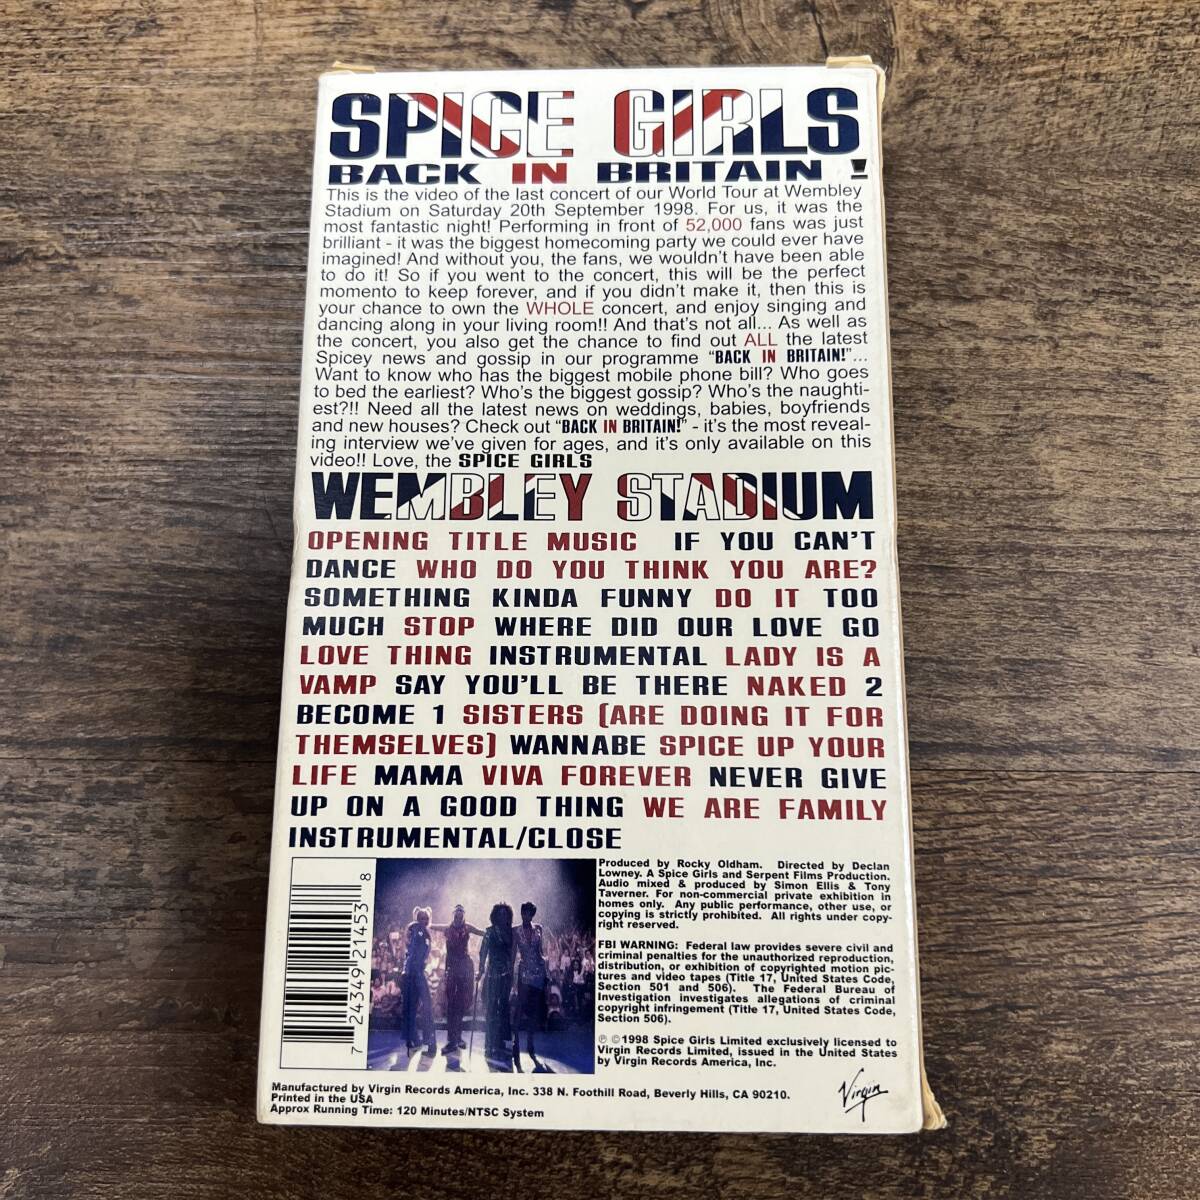 SPICE GIRLS
BACK IN BRITAIN !
This is the video of the last concert of our World Tour at Wembley
Stadium on Saturday 20th September 1998. For us, it was the
most fantastic night! Performing in front of 52,000 fans was just
brilliant - it was the biggest homecoming party we could ever have
imagined! And without you, the fans, we wouldn't have been able
to do it! So if you went to the concert, this will be the perfect
momento to keep forever, and if you didn't make it, then this is
your chance to own the WHOLE concert, and enjoy singing and
dancing along in your living room!! And that's not all... As well as
the concert, you also get the chance to find out ALL the latest
Spicey news and gossip in our programme "BACK IN BRITAIN!"...
Want to know who has the biggest mobile phone bill? Who goes
to bed the earliest? Who's the biggest gossip? Who's the naughti-
est?!! Need all the latest news on weddings, babies, boyfriends
and new houses? Check out "BACK IN BRITAIN!" - it's the most reveal-
ing interview we've given for ages, and it's only available on this
video!! Love, the SPICE GIRLS
WEMBLEY STADIUM
OPENING TITLE MUSIC IF YOU CAN'T
DANCE WHO DO YOU THINK YOU ARE?
SOMETHING KINDA FUNNY DO IT TOO
MUCH STOP WHERE DID OUR LOVE GO
LOVE THING INSTRUMENTAL LADY IS A
VAMP SAY YOU'LL BE THERE NAKED 2
BECOME 1 SISTERS (ARE DOING IT FOR
THEMSELVES) WANNABE SPICE UP YOUR
LIFE MAMA VIVA FOREVER NEVER GIVE
UP ON A GOOD THING WE ARE FAMILY
INSTRUMENTAL/CLOSE
7 24349 21453 8
Produced by Rocky Oldham. Directed by Declan
Lowney. A Spice Girls and Serpent Films Production.
Audio mixed & produced by Simon Ellis & Tony
Taverner. For non-commercial private exhibition in
homes only. Any public performance, other use, or
copying is strictly prohibited. All rights under copy-
right reserved.
FBI WARNING: Federal law provides severe civil and
criminal penalties for the unauthorized reproduction,
distribution, or exhibition of copyrighted motion pic-
tures and video tapes (Title 17, United States Code,
Section 501 and 506). The Federal Bureau of
Investigation investigates allegations of criminal
copyright infringement (Title 17, United States Code,
Section 506).
℗ ©1998 Spice Girls Limited exclusively licensed to
Virgin Records Limited, issued in the United States
by Virgin Records America, Inc.
Manufactured by Virgin Records America, Inc. 338 N. Foothill Road, Beverly Hills, CA 90210.
Printed in the USA
Approx Running Time: 120 Minutes/NTSC System
Virgin